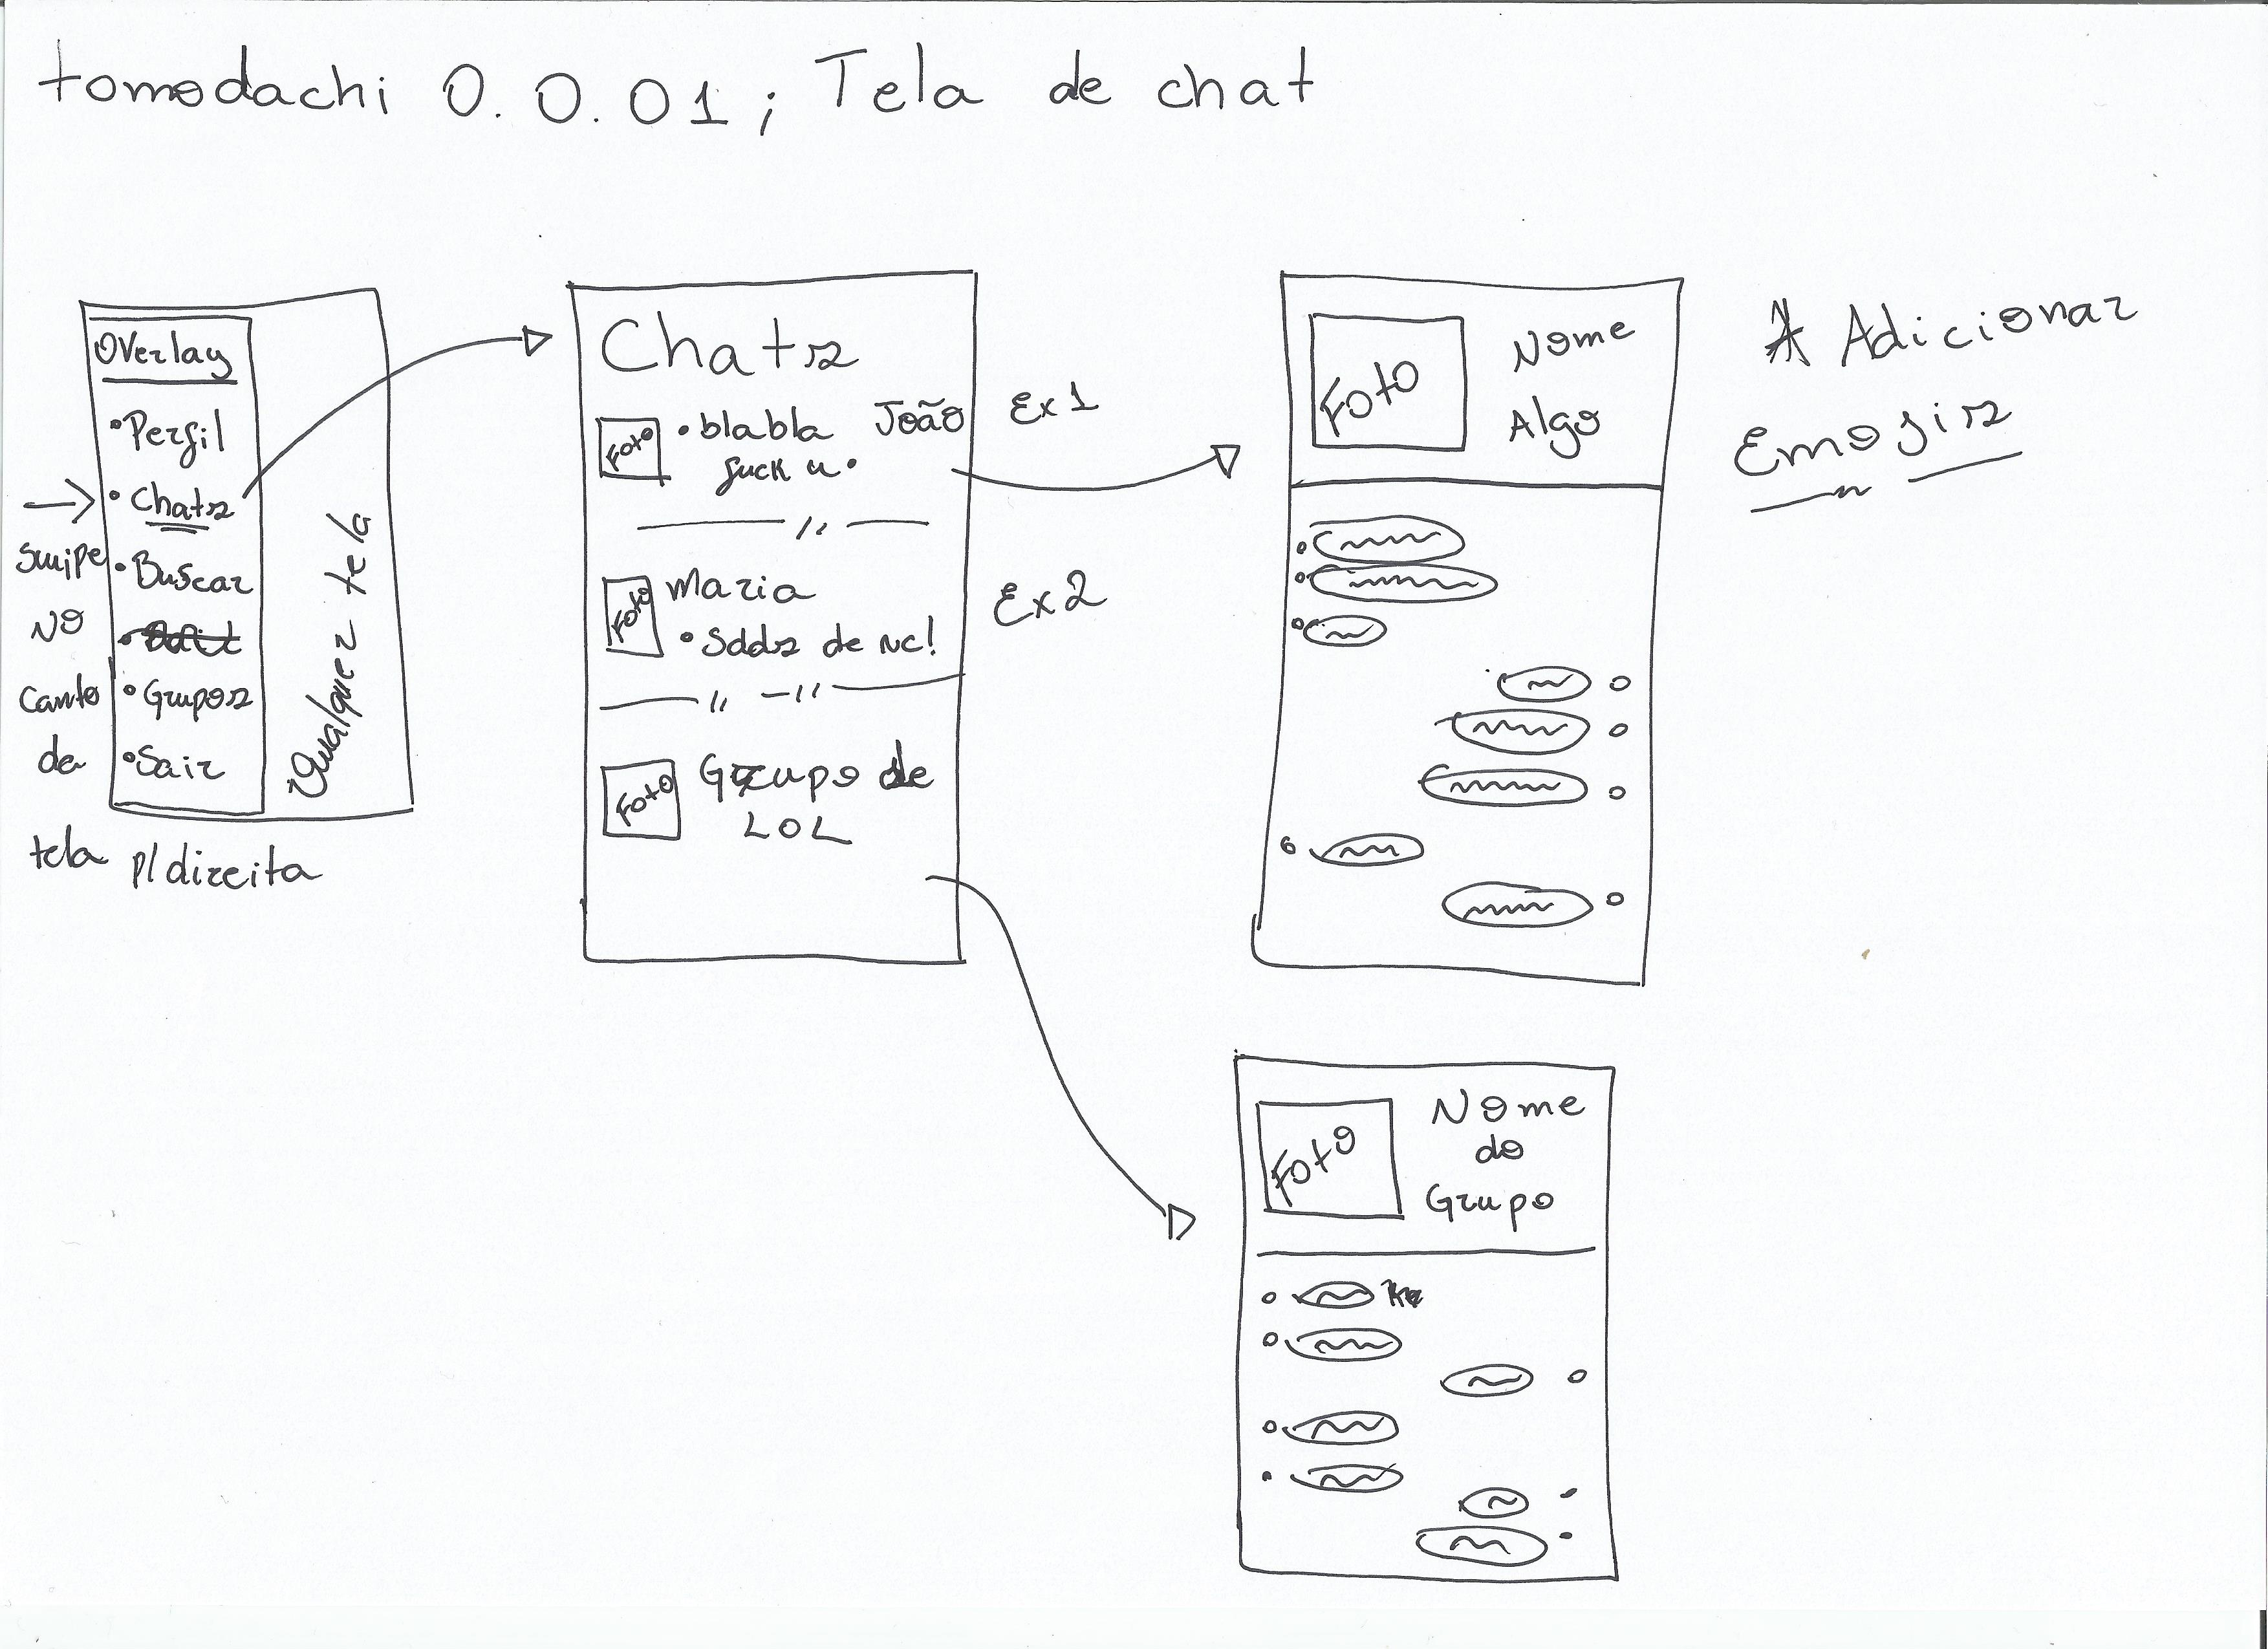 tomodachi 0.0.01; Tela de chat
Overlay
• Perfil
• Chats
• Buscar
• Grupos
• Sair
Qualquer tela
→
Swipe
No
canto
da
tela p/ direita
Chats
Foto
• blabla João
fuck u •
Ex 1
Foto
Maria
• Sdds de vc!
Ex 2
Foto
Grupo de
LOL
Foto
Nome
Algo
* Adicionar
Emojis
Foto
Nome
do
Grupo